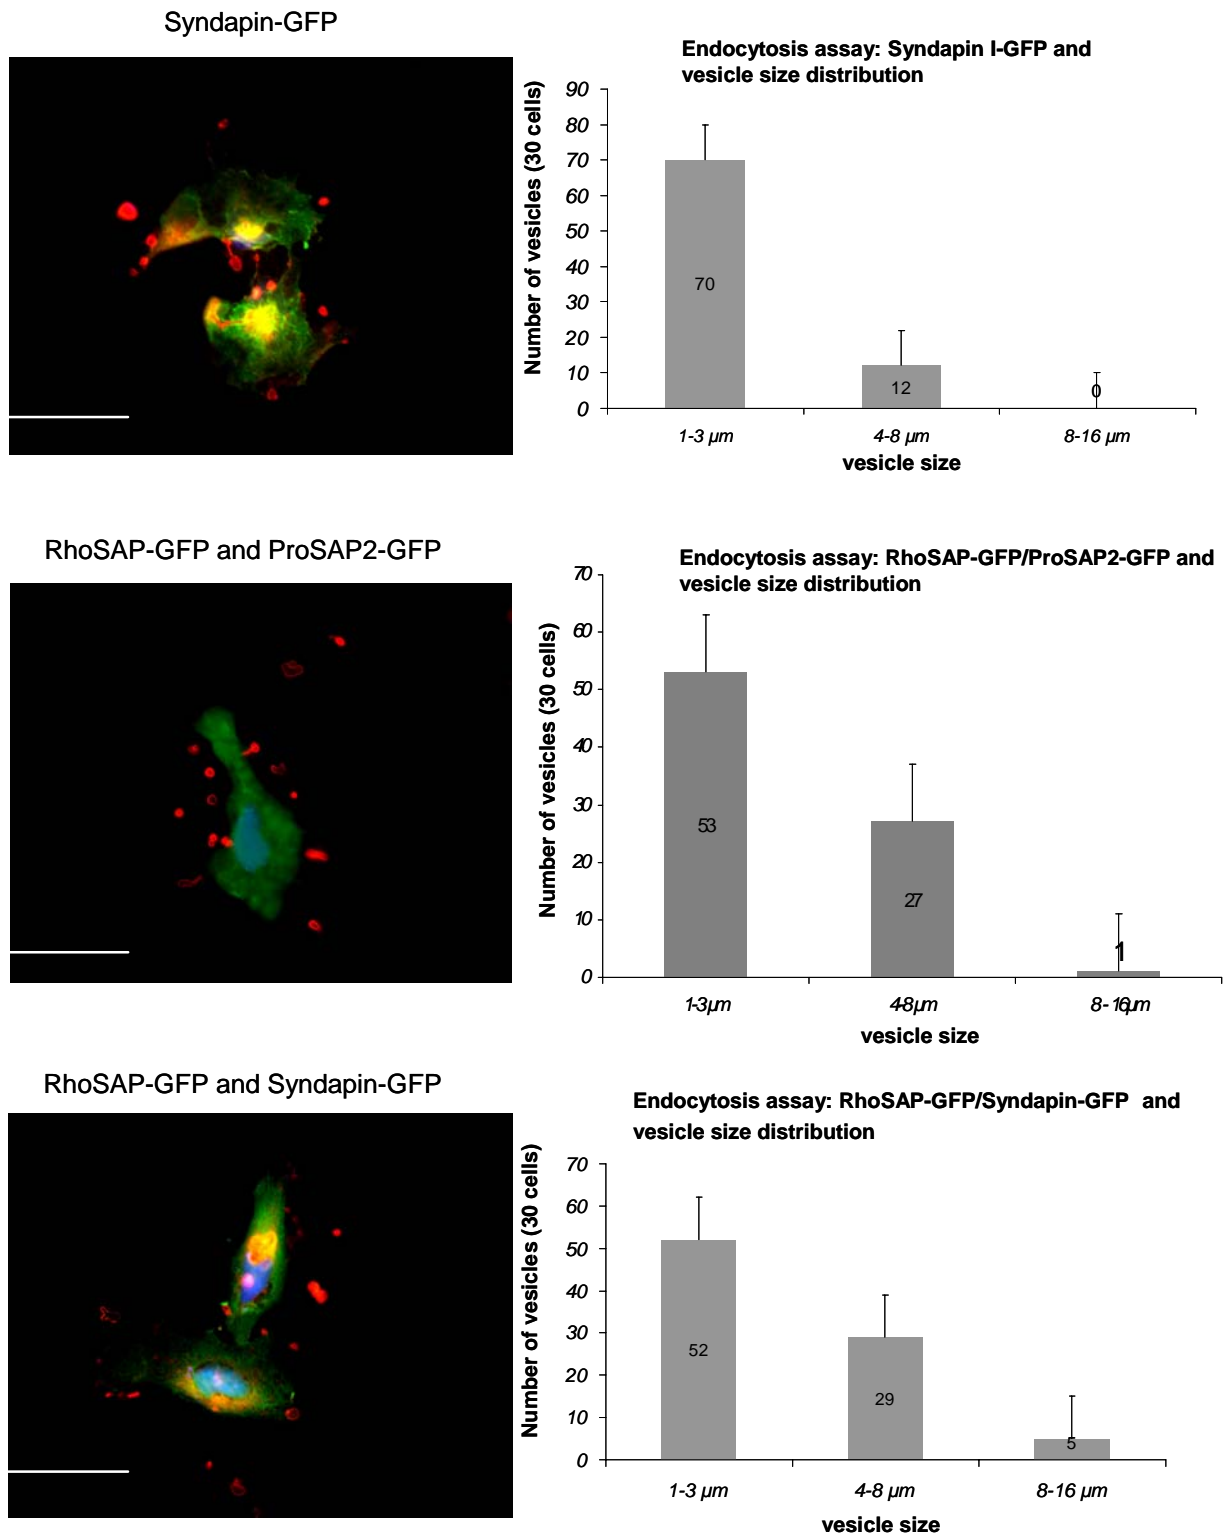 Syndapin-GFP
Endocytosis assay: Syndapin I-GFP and
vesicle size distribution
Number of vesicles (30 cells)
90
80
70
60
50
40
30
20
10
0
70
12
0
1-3 µm
4-8 µm
8-16 µm
vesicle size
RhoSAP-GFP and ProSAP2-GFP
Endocytosis assay: RhoSAP-GFP/ProSAP2-GFP and
vesicle size distribution
Number of vesicles (30 cells)
70
60
50
40
30
20
10
0
53
27
1
1-3µm
4-8µm
8-16µm
vesicle size
RhoSAP-GFP and Syndapin-GFP
Endocytosis assay: RhoSAP-GFP/Syndapin-GFP and
vesicle size distribution
Number of vesicles (30 cells)
70
60
50
40
30
20
10
0
52
29
5
1-3 µm
4-8 µm
8-16 µm
vesicle size